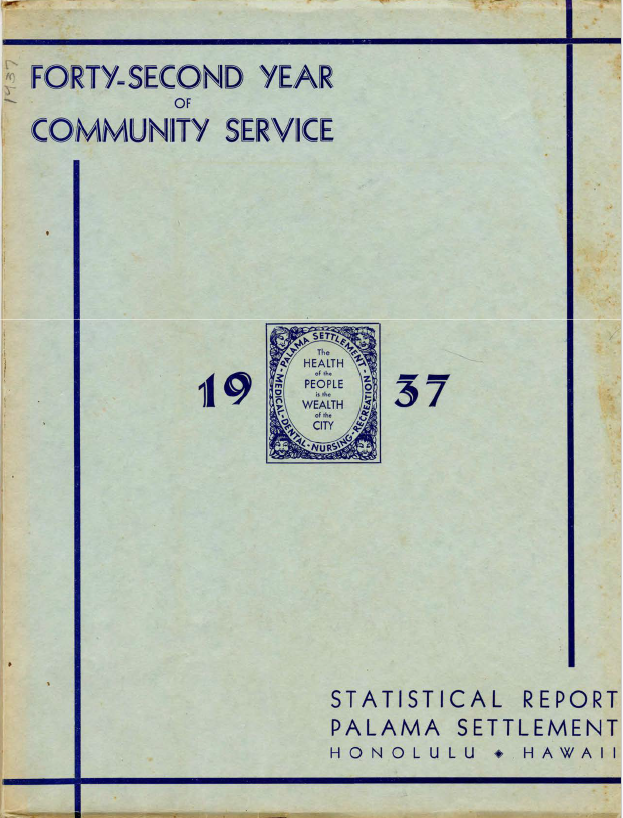 1937
FORTY-SECOND YEAR
OF
COMMUNITY SERVICE
19 37
PALAMA SETTLEMENT - MEDICAL - DENTAL - NURSING - RECREATION -
The
HEALTH
of the
PEOPLE
is the
WEALTH
of the
CITY
STATISTICAL REPORT
PALAMA SETTLEMENT
HONOLULU HAWAII